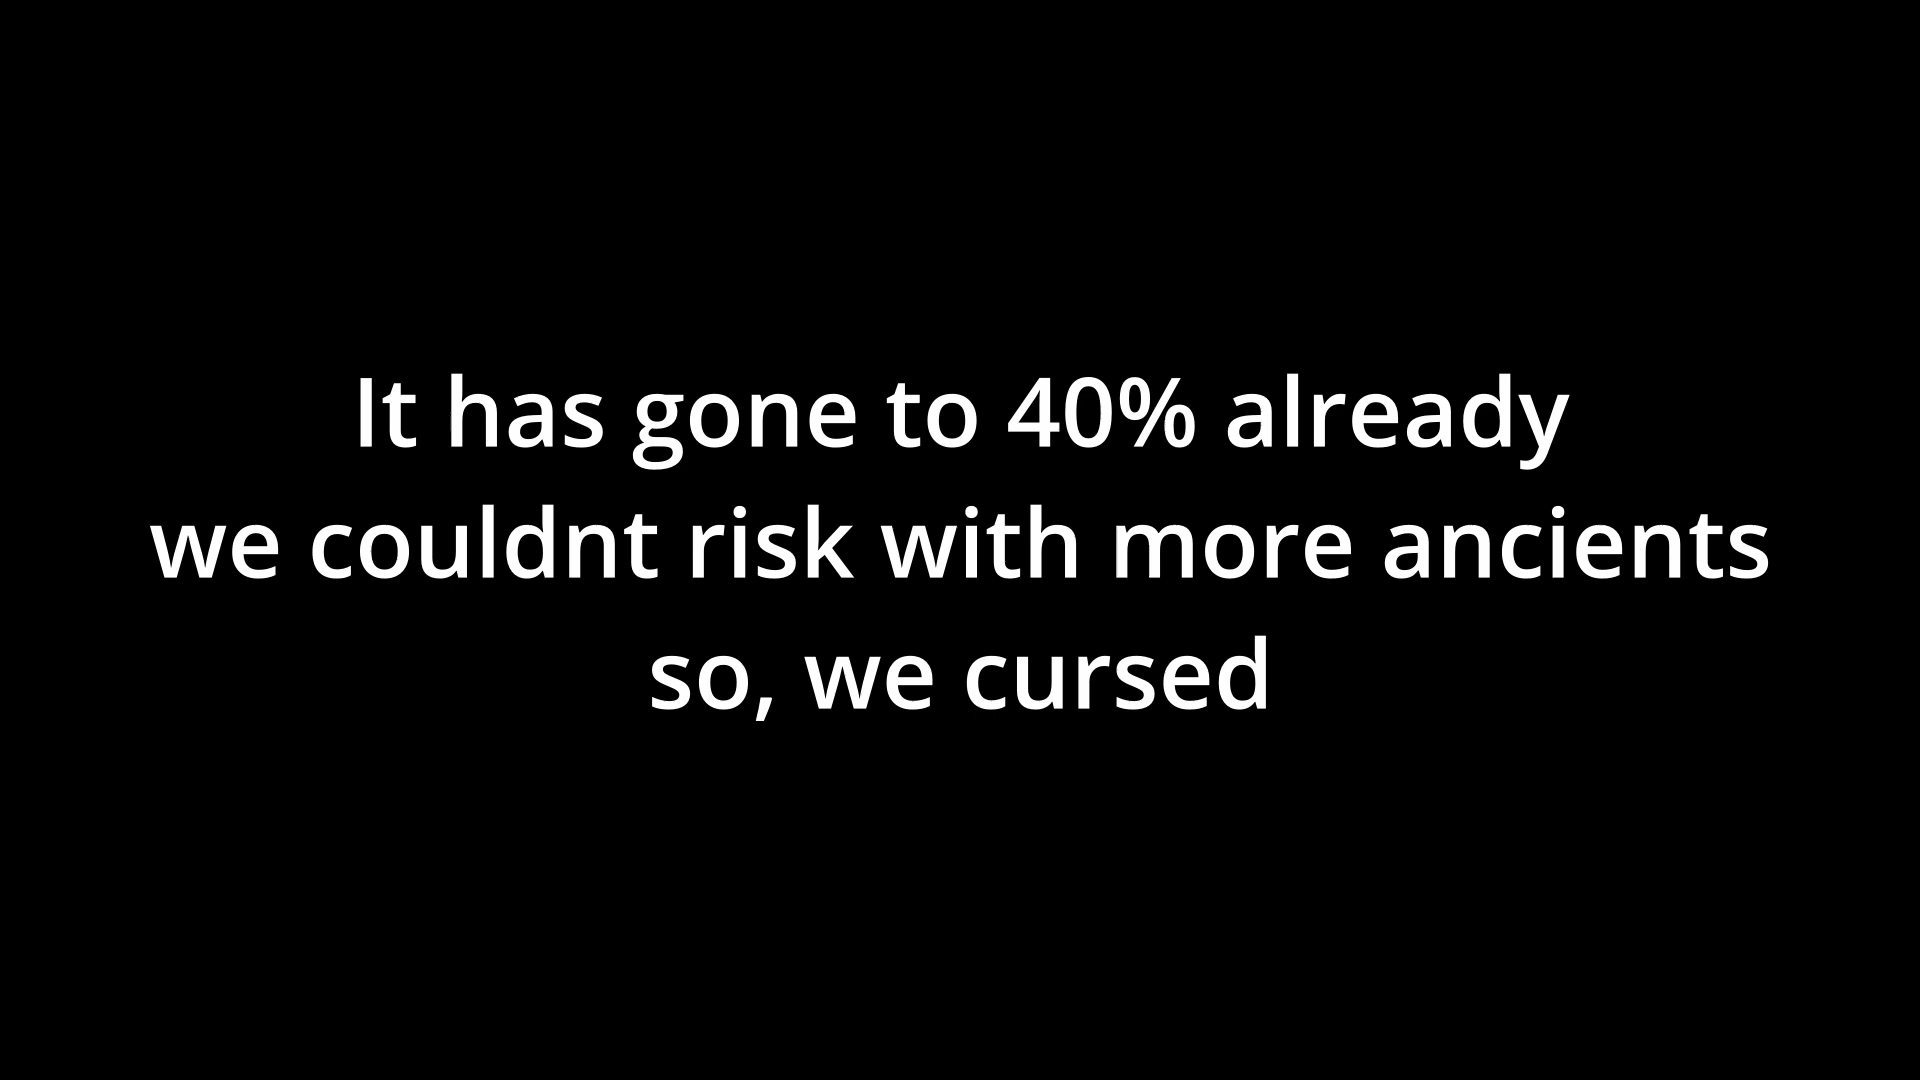 It has gone to 40% already
we couldnt risk with more ancients
so, we cursed